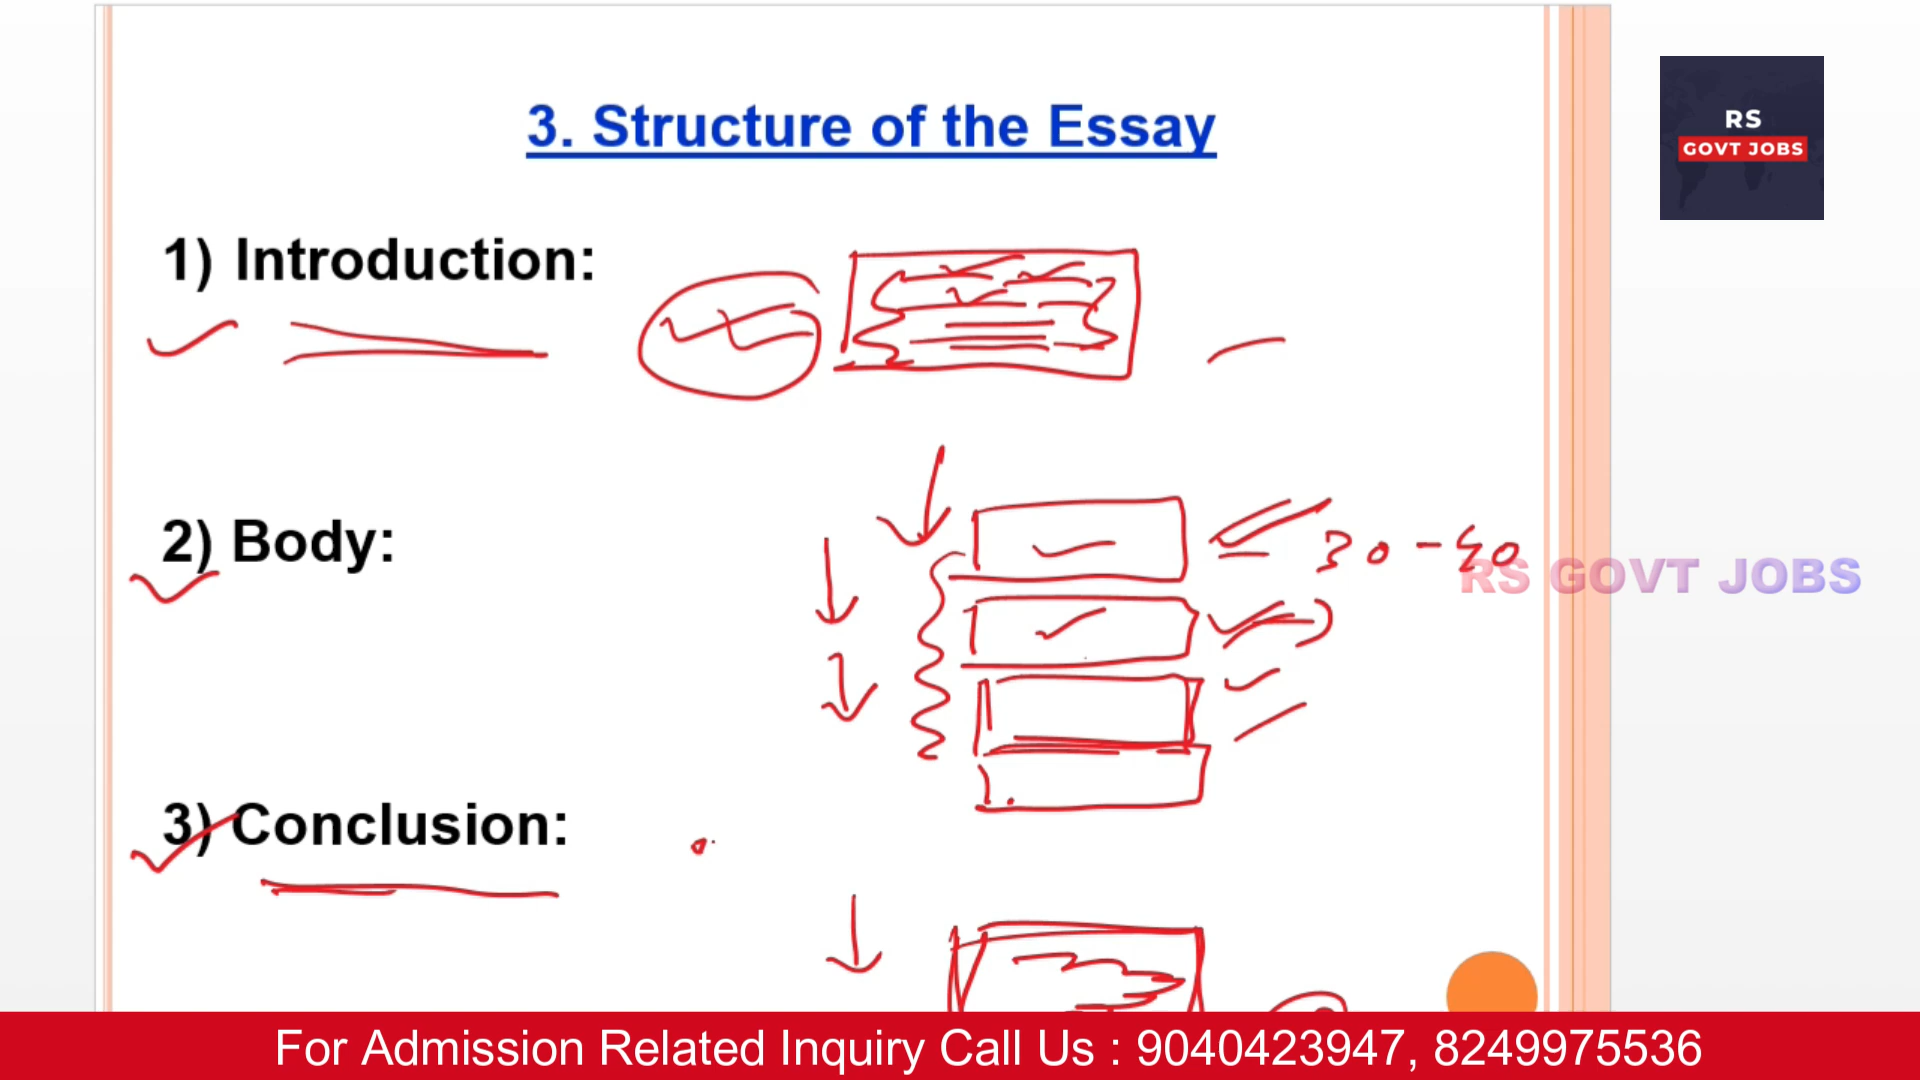 3. Structure of the Essay
RS
GOVT JOBS
1) Introduction:
2) Body:
30-40
RS GOVT JOBS
3) Conclusion:
For Admission Related Inquiry Call Us : 9040423947, 8249975536